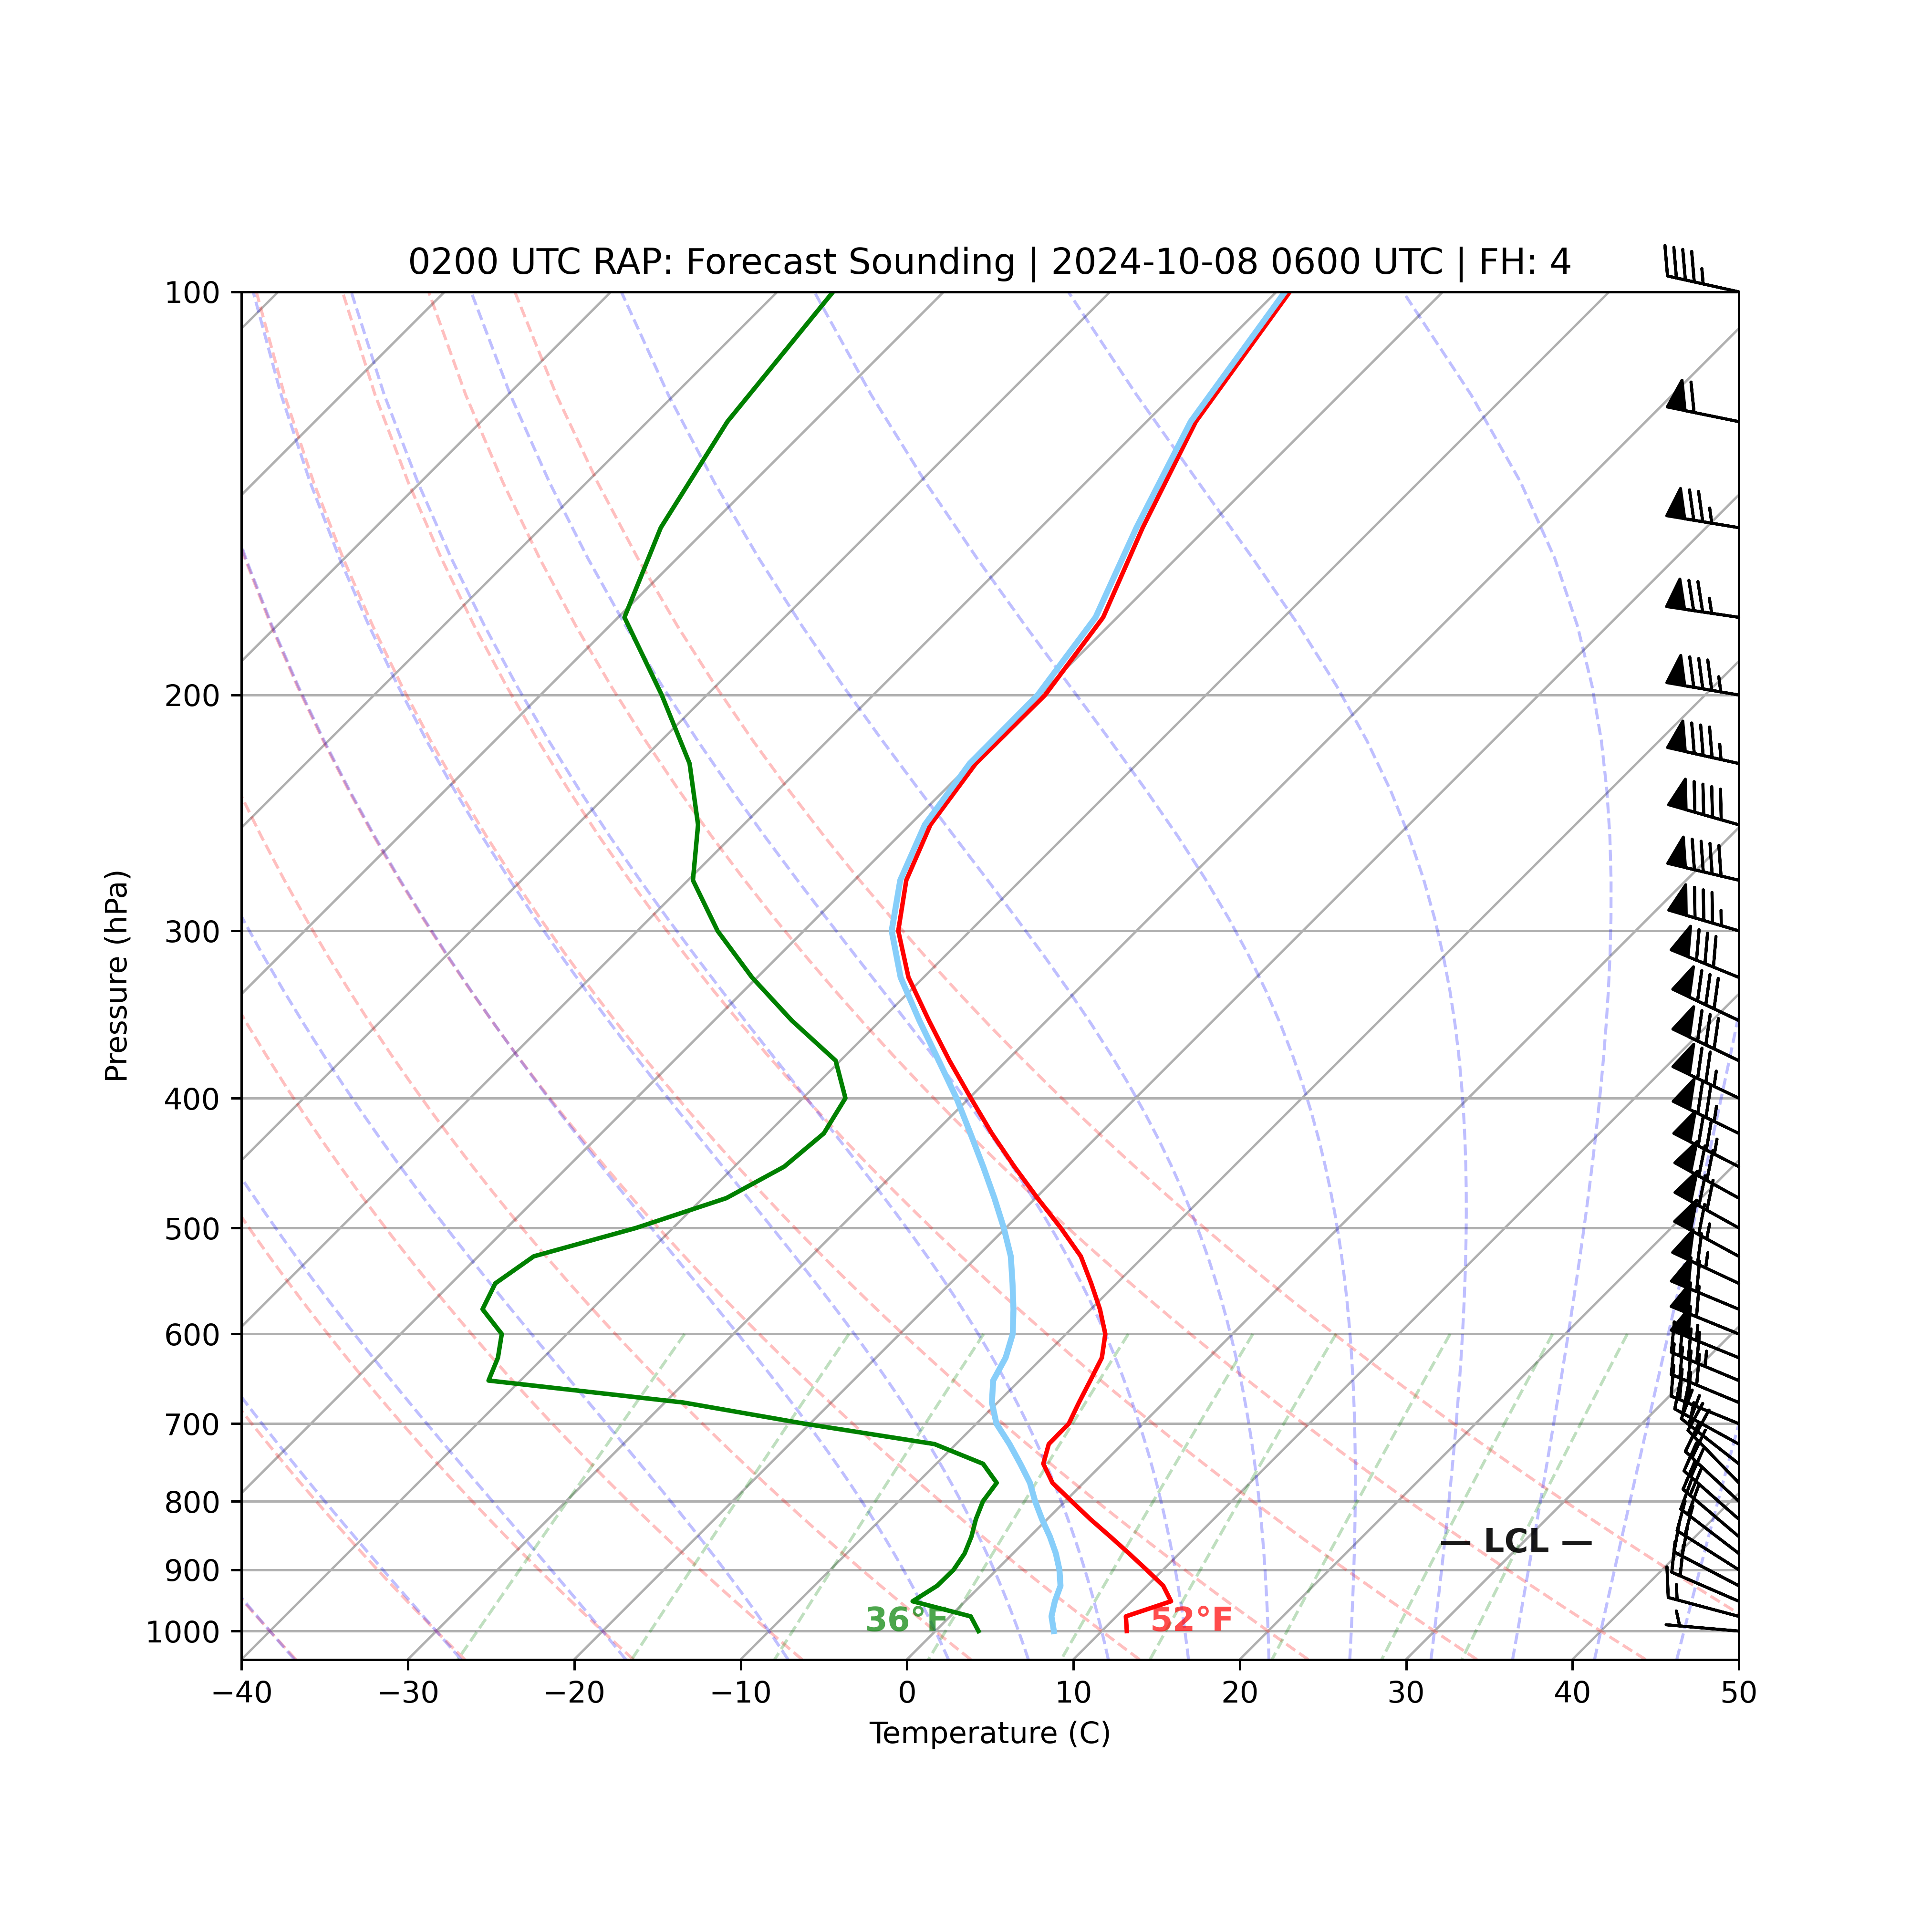 0200 UTC RAP: Forecast Sounding | 2024-10-08 0600 UTC | FH: 4
100
200
300
400
500
600
700
800
900
1000
Pressure (hPa)
— LCL —
36°F
52°F
−40 −30 −20 −10 0 10 20 30 40 50
Temperature (C)